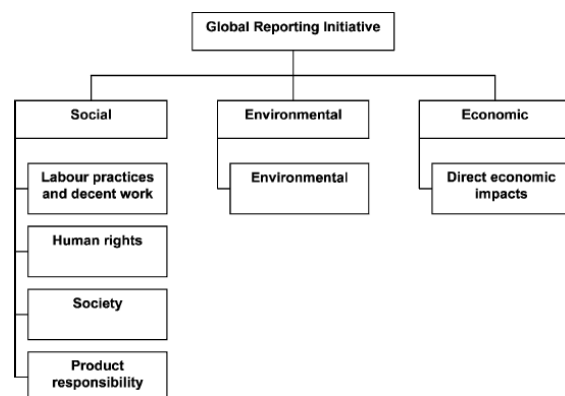 Global Reporting Initiative
Social
Environmental
Economic
Labour practices
and decent work
Environmental
Direct economic
impacts
Human rights
Society
Product
responsibility